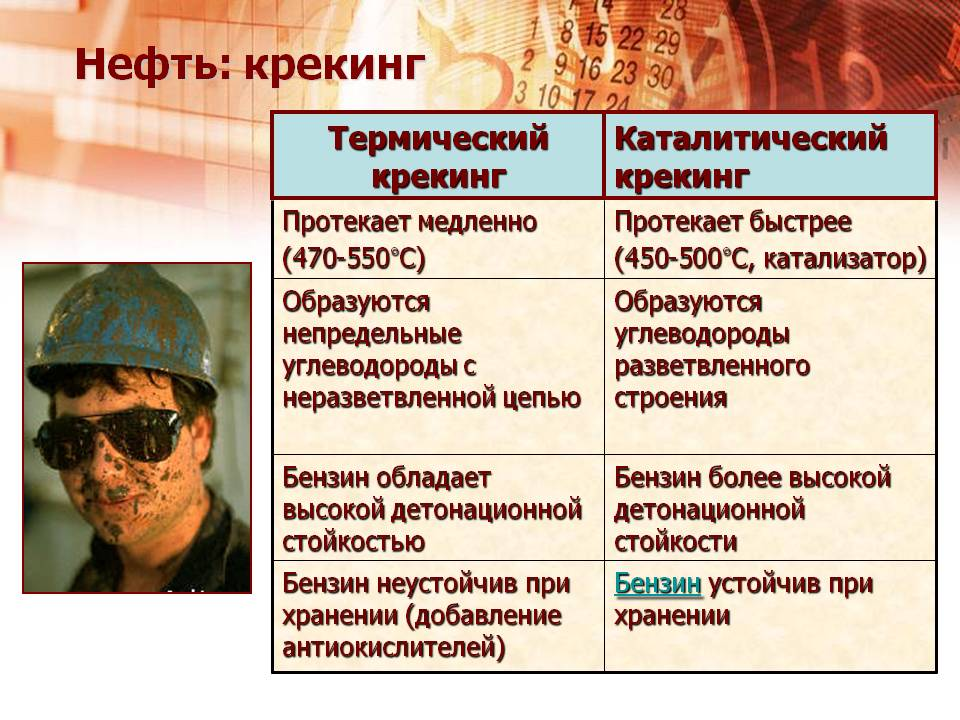 28
14 21
1 8 15 22 29
2 9 16 23 30
3 10 17 24
Нефть: крекинг
Термический Каталитический
крекинг крекинг
Протекает медленно Протекает быстрее
(470-550°С) (450-500°С, катализатор)
Образуются Образуются
непредельные углеводороды
углеводороды с разветвленного
неразветвленной цепью строения
Бензин обладает Бензин более высокой
высокой детонационной детонационной
стойкостью стойкости
Бензин неустойчив при Бензин устойчив при
хранении (добавление хранении
антиокислителей)